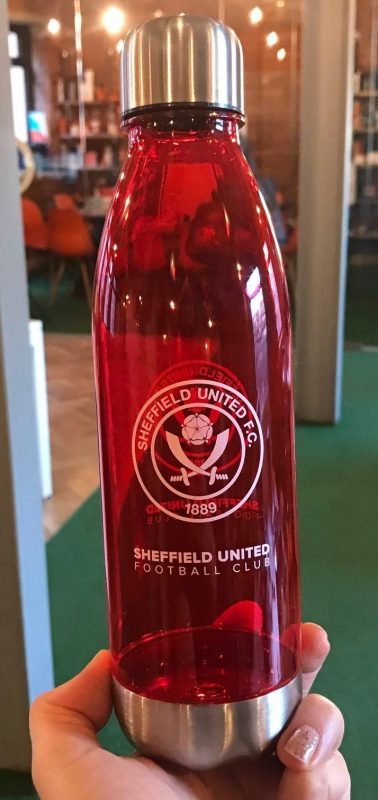 SHEFFIELD UNITED F.C.
1889
SHEFFIELD UNITED
FOOTBALL CLUB